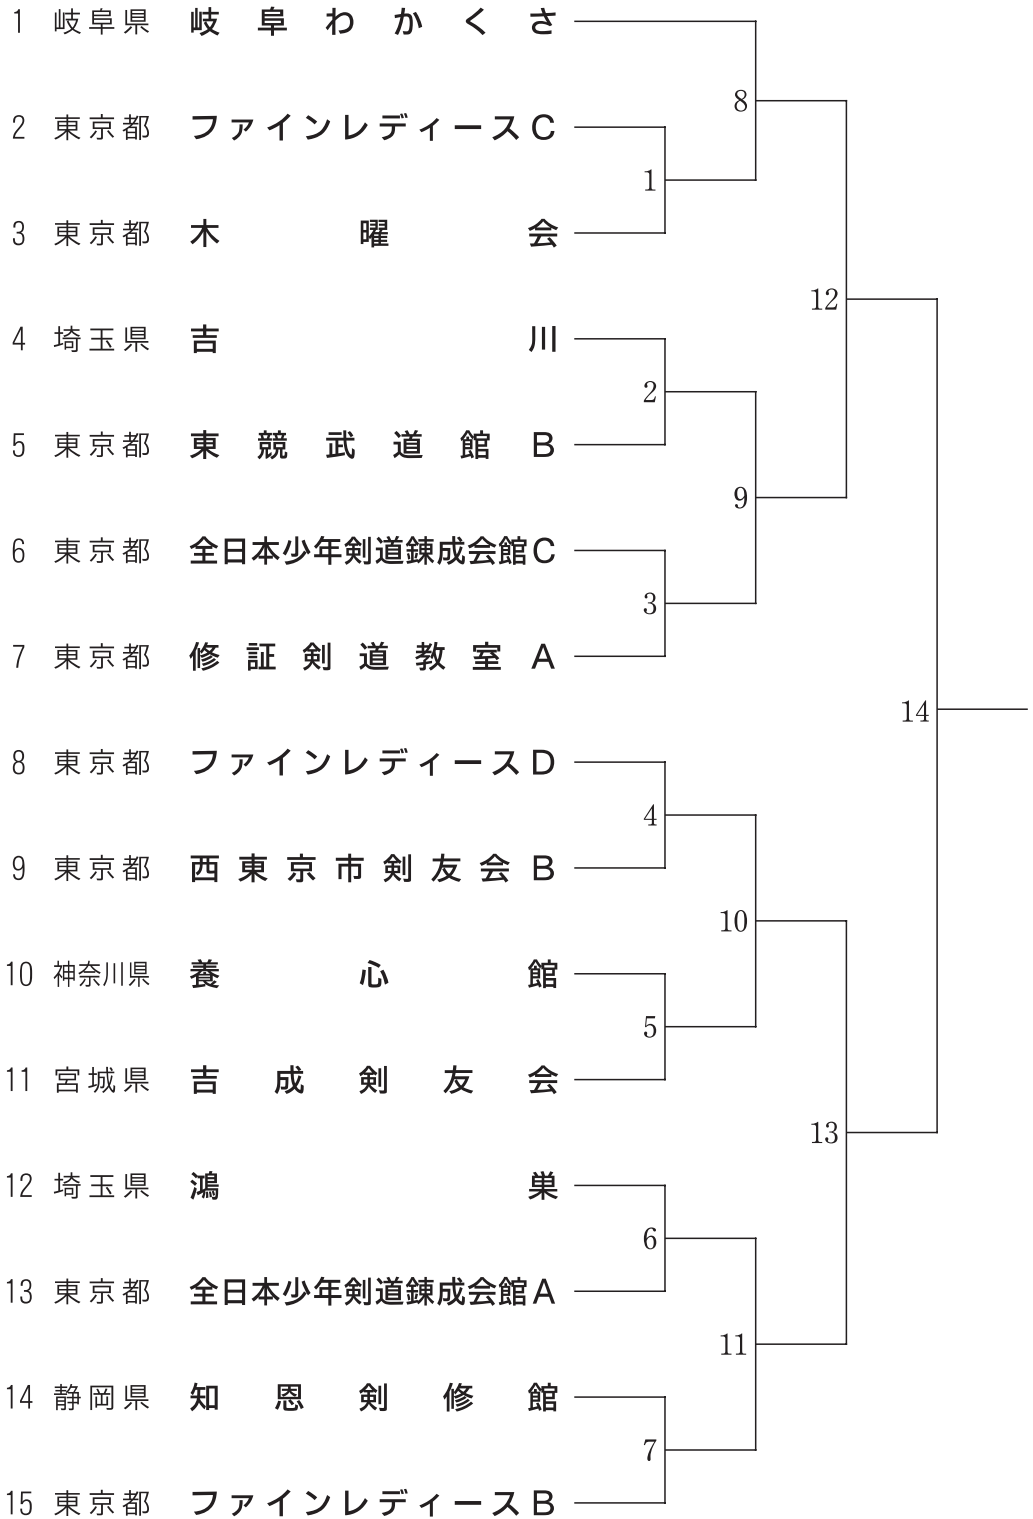 1 岐阜県 岐阜わかくさ
8
2 東京都 ファインレディースC
1
3 東京都 木曜会
12
4 埼玉県 吉川
2
5 東京都 東競武道館B
9
6 東京都 全日本少年剣道錬成会館C
3
7 東京都 修証剣道教室A
14
8 東京都 ファインレディースD
4
9 東京都 西東京市剣友会B
10
10 神奈川県 養心館
5
11 宮城県 吉成剣友会
13
12 埼玉県 鴻巣
6
13 東京都 全日本少年剣道錬成会館A
11
14 静岡県 知恩剣修館
7
15 東京都 ファインレディースB